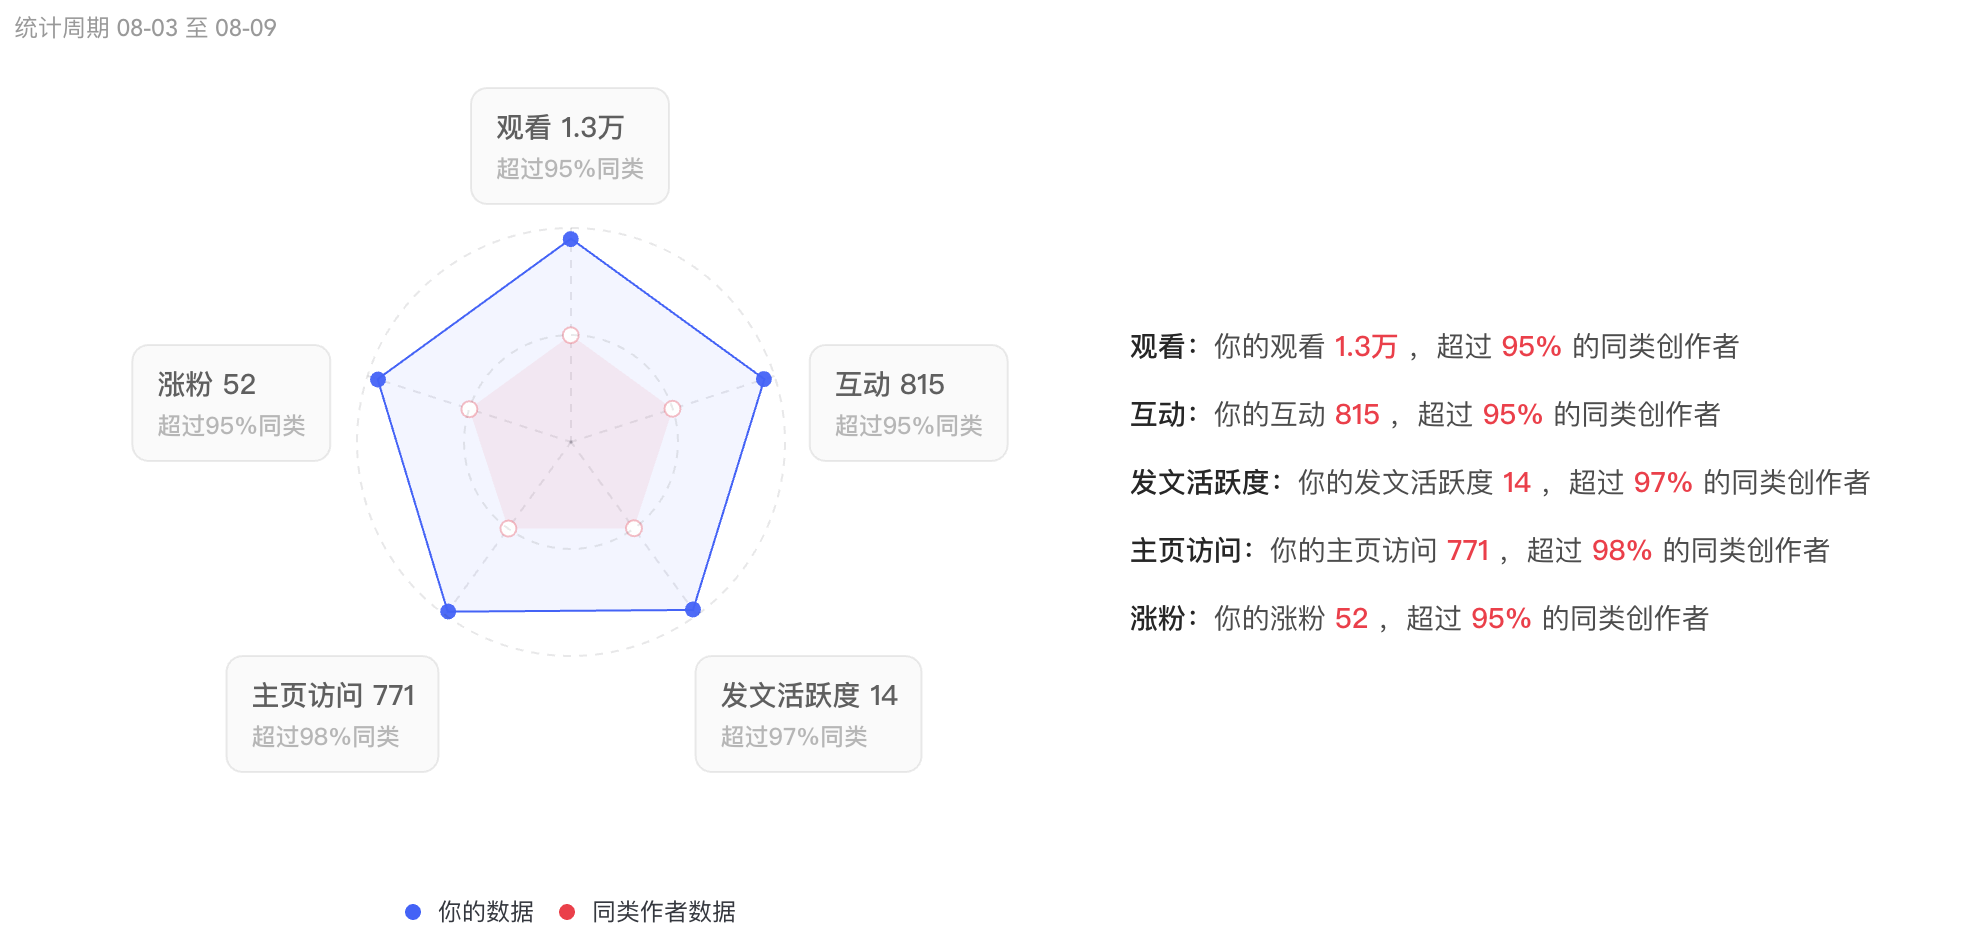 统计周期 08-03 至 08-09
观看 1.3万
超过95%同类
涨粉 52
超过95%同类
互动 815
超过95%同类
主页访问 771
超过98%同类
发文活跃度 14
超过97%同类
你的数据
同类作者数据
观看：你的观看 1.3万 ，超过 95% 的同类创作者
互动：你的互动 815 ，超过 95% 的同类创作者
发文活跃度：你的发文活跃度 14 ，超过 97% 的同类创作者
主页访问：你的主页访问 771 ，超过 98% 的同类创作者
涨粉：你的涨粉 52 ，超过 95% 的同类创作者